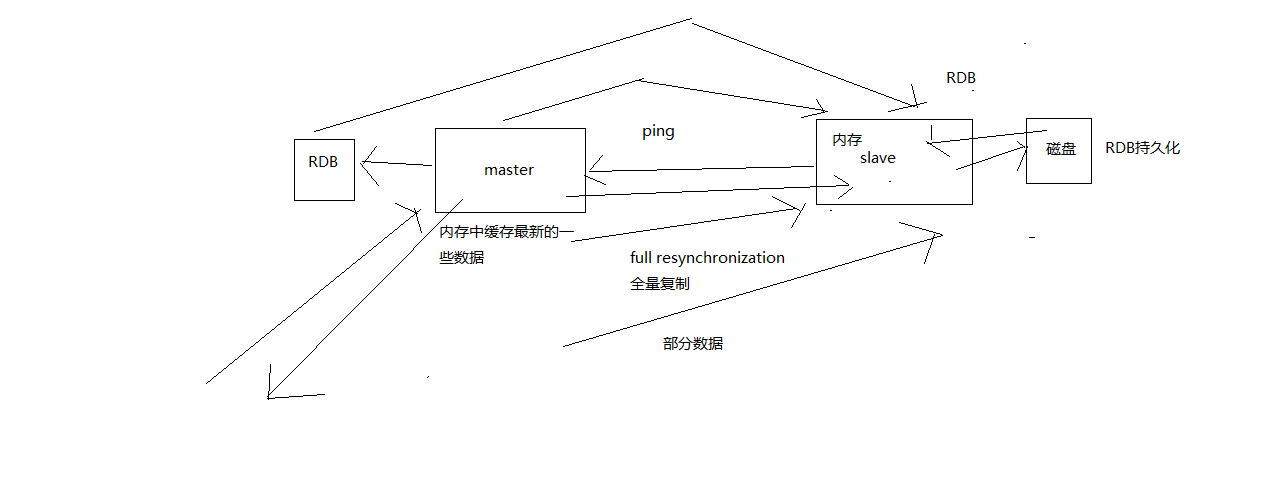 RDB
ping
内存
slave
磁盘
RDB持久化
RDB
master
内存中缓存最新的一
些数据
full resynchronization
全量复制
部分数据